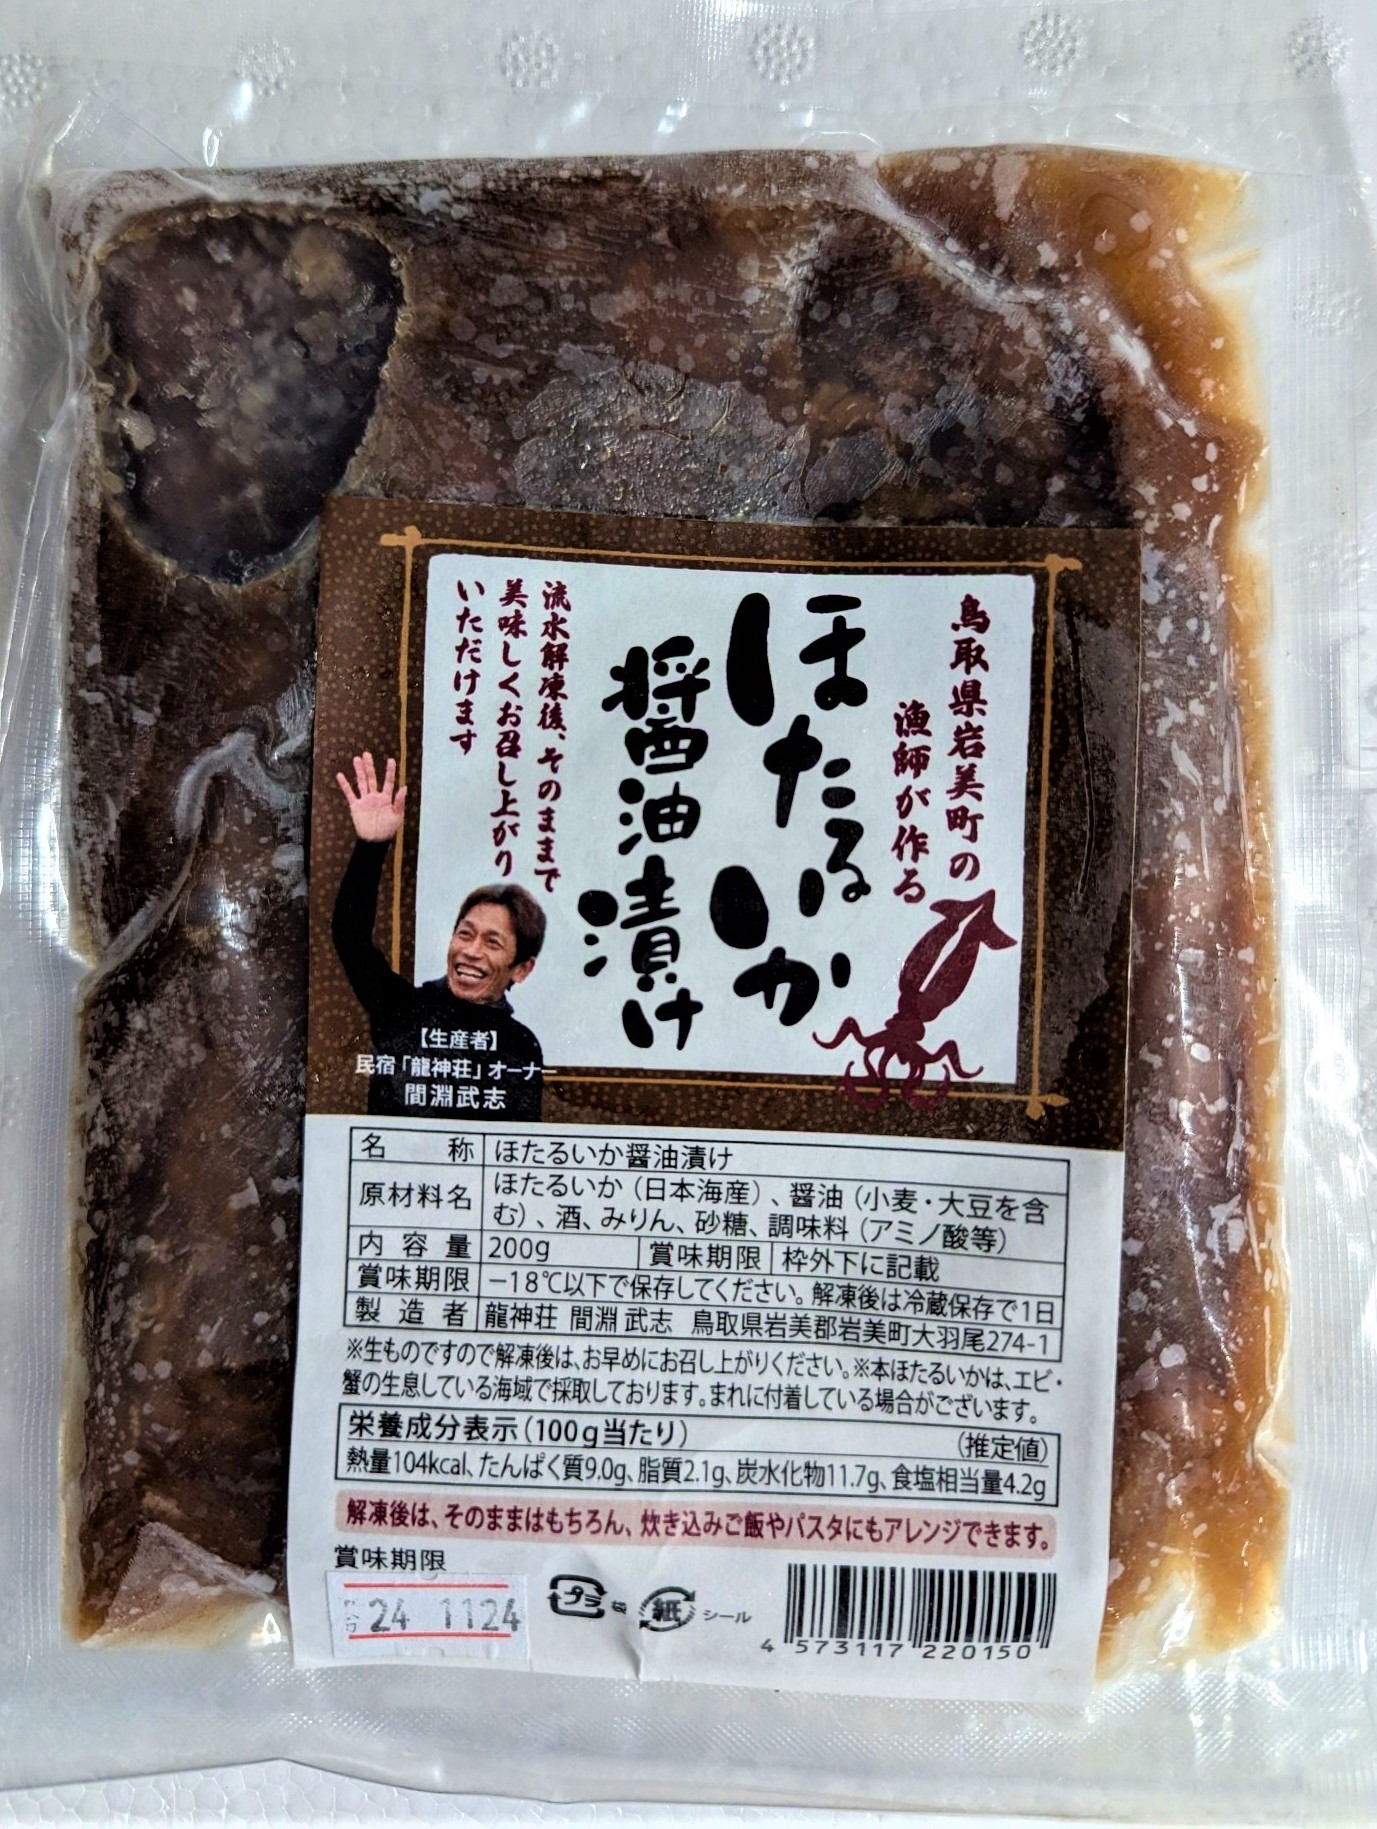 鳥取県岩美町の
漁師が作る
ほたるいか
醤油漬け
流水解凍後、そのままで
美味しくお召し上がり
いただけます
【生産者】
民宿「龍神荘」オーナー
間淵武志
名称 ほたるいか醤油漬け
原材料名 ほたるいか（日本海産）、醤油（小麦・大豆を含
む）、酒、みりん、砂糖、調味料（アミノ酸等）
内容量 200g 賞味期限 枠外下に記載
賞味期限 −18℃以下で保存してください。解凍後は冷蔵保存で1日
製造者 龍神荘 間淵武志 鳥取県岩美郡岩美町大羽尾274-1
※生ものですので解凍後は、お早めにお召し上がりください。※本ほたるいかは、エビ・
蟹の生息している海域で採取しております。まれに付着している場合がございます。
栄養成分表示（100g当たり） （推定値）
熱量104kcal、たんぱく質9.0g、脂質2.1g、炭水化物11.7g、食塩相当量4.2g
解凍後は、そのままはもちろん、炊き込みご飯やパスタにもアレンジできます。
賞味期限
24 1124
プラ 袋 紙 シール
4 573117 220150